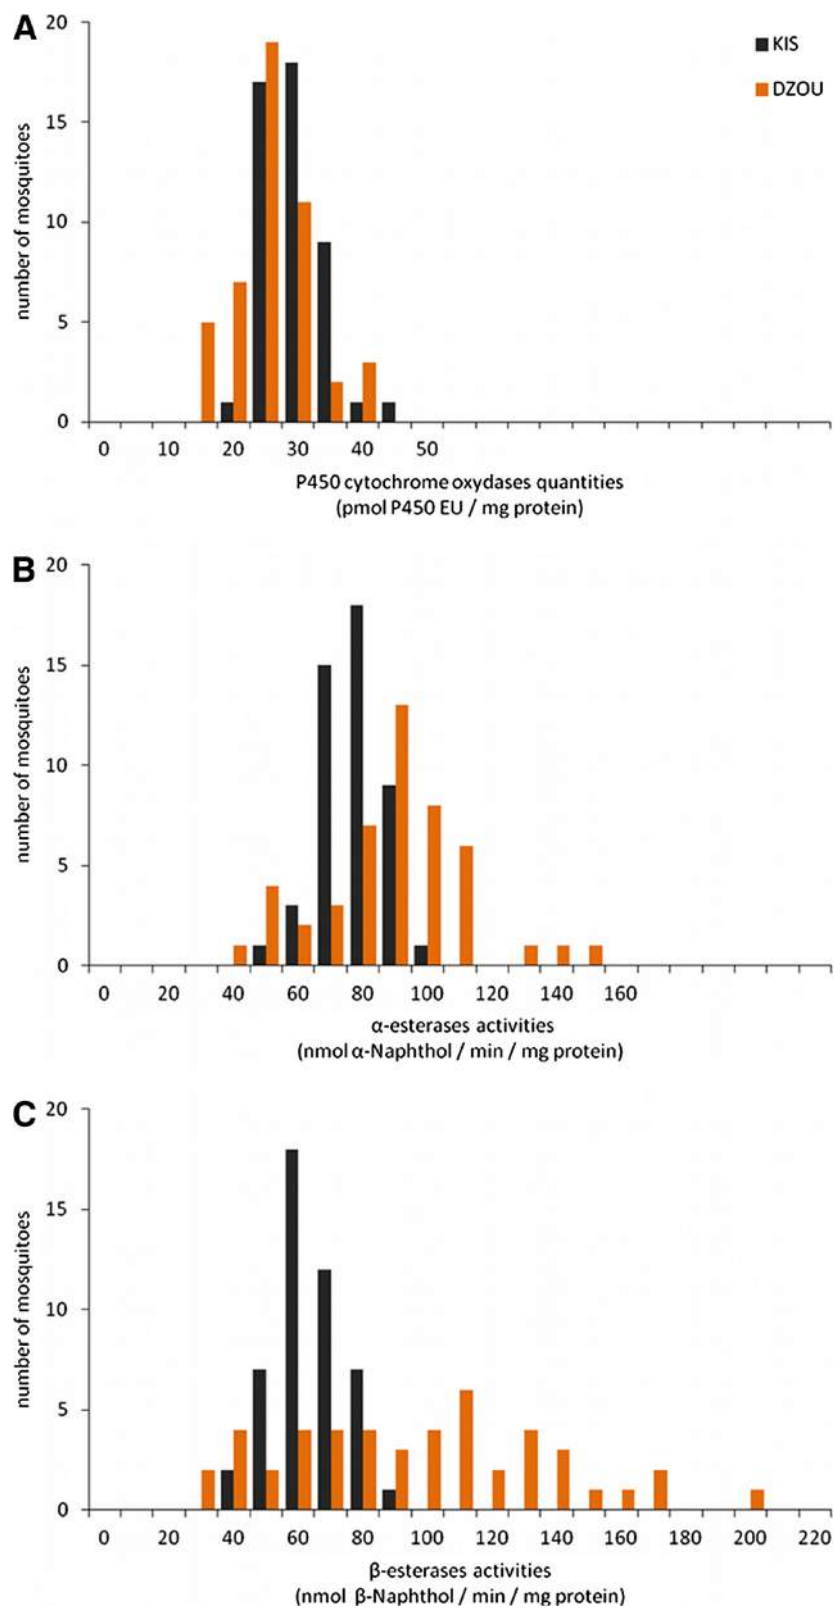 A
20
15
10
5
0
number of mosquitoes
KIS
DZOU
0 10 20 30 40 50
P450 cytochrome oxydases quantities
(pmol P450 EU / mg protein)
B
20
15
10
5
0
number of mosquitoes
0 20 40 60 80 100 120 140 160
α-esterases activities
(nmol α-Naphthol / min / mg protein)
C
20
15
10
5
0
number of mosquitoes
0 20 40 60 80 100 120 140 160 180 200 220
β-esterases activities
(nmol β-Naphthol / min / mg protein)